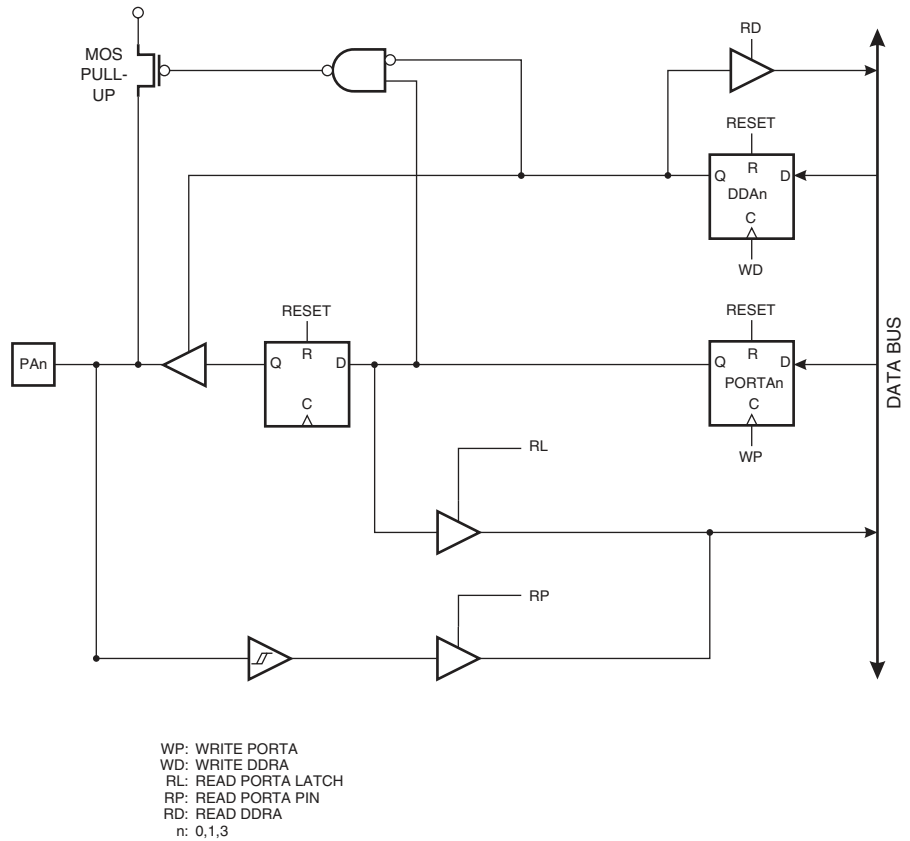 RD
MOS
PULL-
UP
RESET
R
Q
D
DDAn
C
WD
RESET
RESET
R
Q
D
C
R
Q
D
PORTAn
C
WP
PAn
DATA BUS
RL
RP
WP: WRITE PORTA
WD: WRITE DDRA
RL: READ PORTA LATCH
RP: READ PORTA PIN
RD: READ DDRA
n: 0,1,3